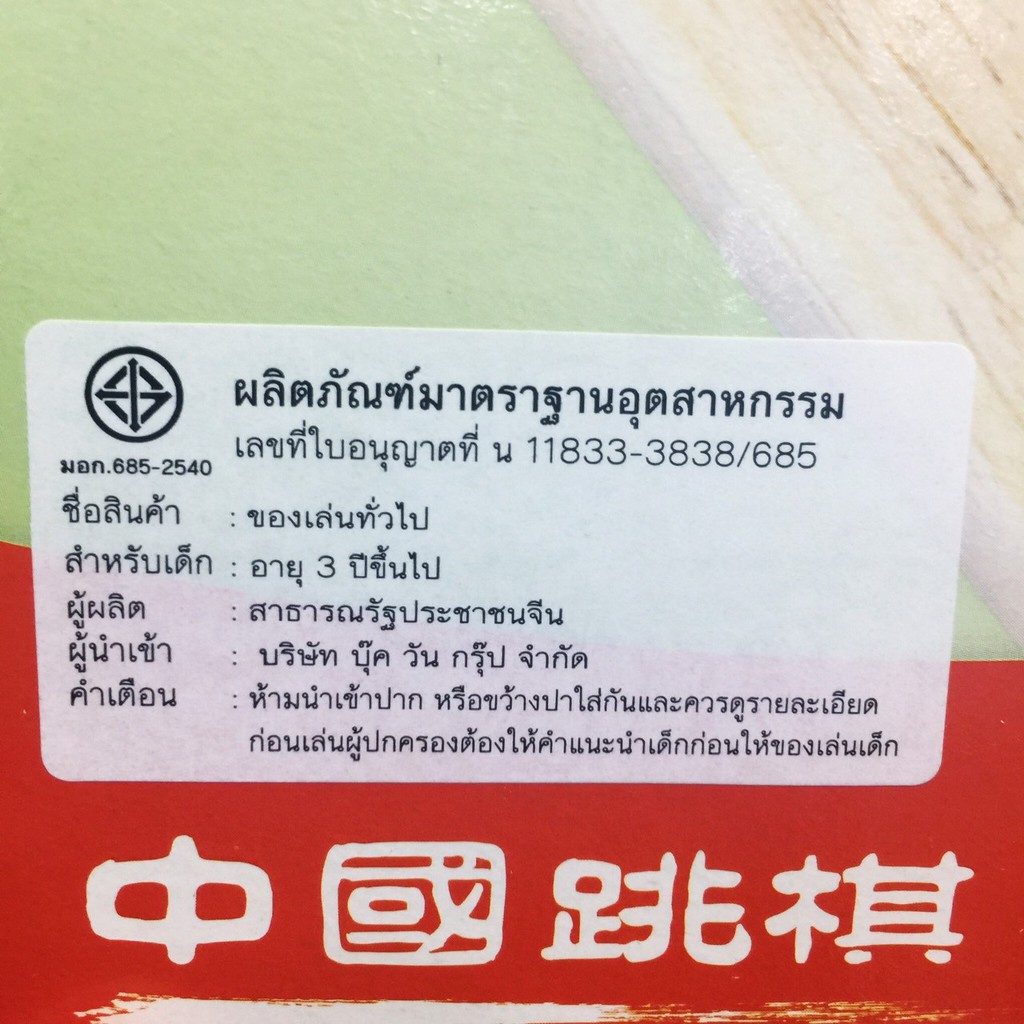 ผลิตภัณฑ์มาตราฐานอุตสาหกรรม
เลขที่ใบอนุญาตที่ น 11833-3838/685
มอก.685-2540
ชื่อสินค้า : ของเล่นทั่วไป
สำหรับเด็ก : อายุ 3 ปีขึ้นไป
ผู้ผลิต : สาธารณรัฐประชาชนจีน
ผู้นำเข้า : บริษัท บุ๊ค วัน กรุ๊ป จำกัด
คำเตือน : ห้ามนำเข้าปาก หรือขว้างปาใส่กันและควรดูรายละเอียด
ก่อนเล่นผู้ปกครองต้องให้คำแนะนำเด็กก่อนให้ของเล่นเด็ก
中國跳棋